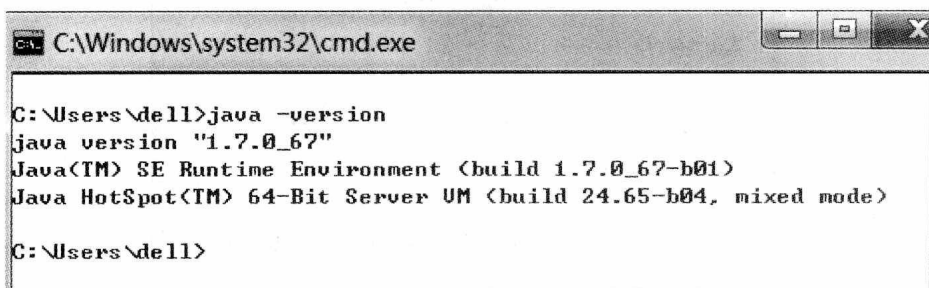 C:\Windows\system32\cmd.exe
C:\Users\dell>java -version
java version "1.7.0_67"
Java(TM) SE Runtime Environment (build 1.7.0_67-b01)
Java HotSpot(TM) 64-Bit Server VM (build 24.65-b04, mixed mode)
C:\Users\dell>